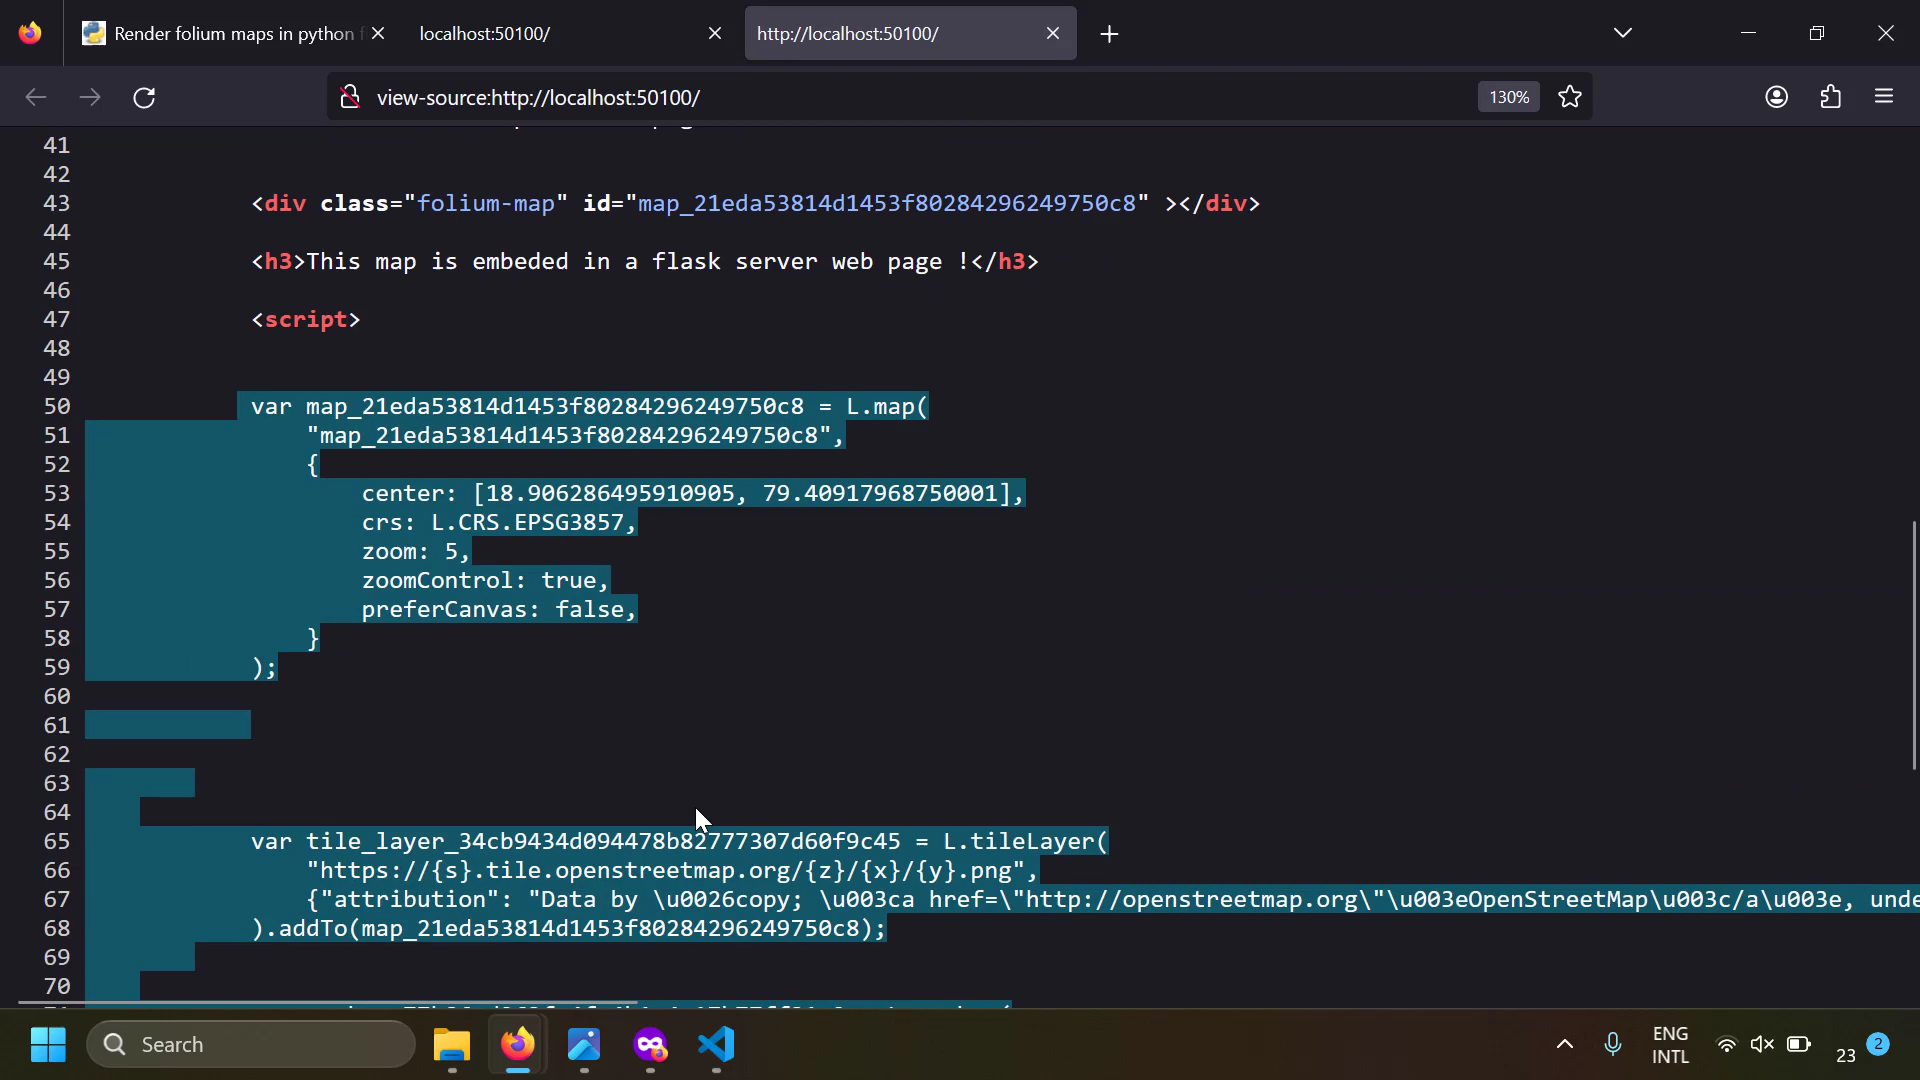 Render folium maps in python f
localhost:50100/
http://localhost:50100/
view-source:http://localhost:50100/
130%
41
42
43 <div class="folium-map" id="map_21eda53814d1453f80284296249750c8" ></div>
44
45 <h3>This map is embeded in a flask server web page !</h3>
46
47 <script>
48
49
50 var map_21eda53814d1453f80284296249750c8 = L.map(
51 "map_21eda53814d1453f80284296249750c8",
52 {
53 center: [18.906286495910905, 79.40917968750001],
54 crs: L.CRS.EPSG3857,
55 zoom: 5,
56 zoomControl: true,
57 preferCanvas: false,
58 }
59 );
60
61
62
63
64
65 var tile_layer_34cb9434d094478b82777307d60f9c45 = L.tileLayer(
66 "https://{s}.tile.openstreetmap.org/{z}/{x}/{y}.png",
67 {"attribution": "Data by \u0026copy; \u003ca href=\"http://openstreetmap.org\"\u003eOpenStreetMap\u003c/a\u003e, unde
68 ).addTo(map_21eda53814d1453f80284296249750c8);
69
70
Search
ENG
INTL
23
2